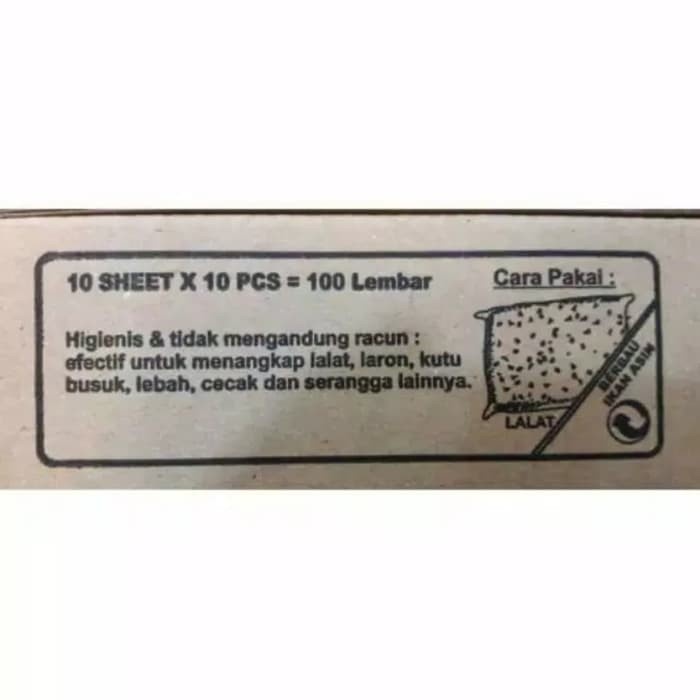 10 SHEET X 10 PCS = 100 Lembar
Higienis & tidak mengandung racun :
efectif untuk menangkap lalat, laron, kutu
busuk, lebah, cecak dan serangga lainnya.
Cara Pakai :
LALAT
BERBAU
IKAN ASIN